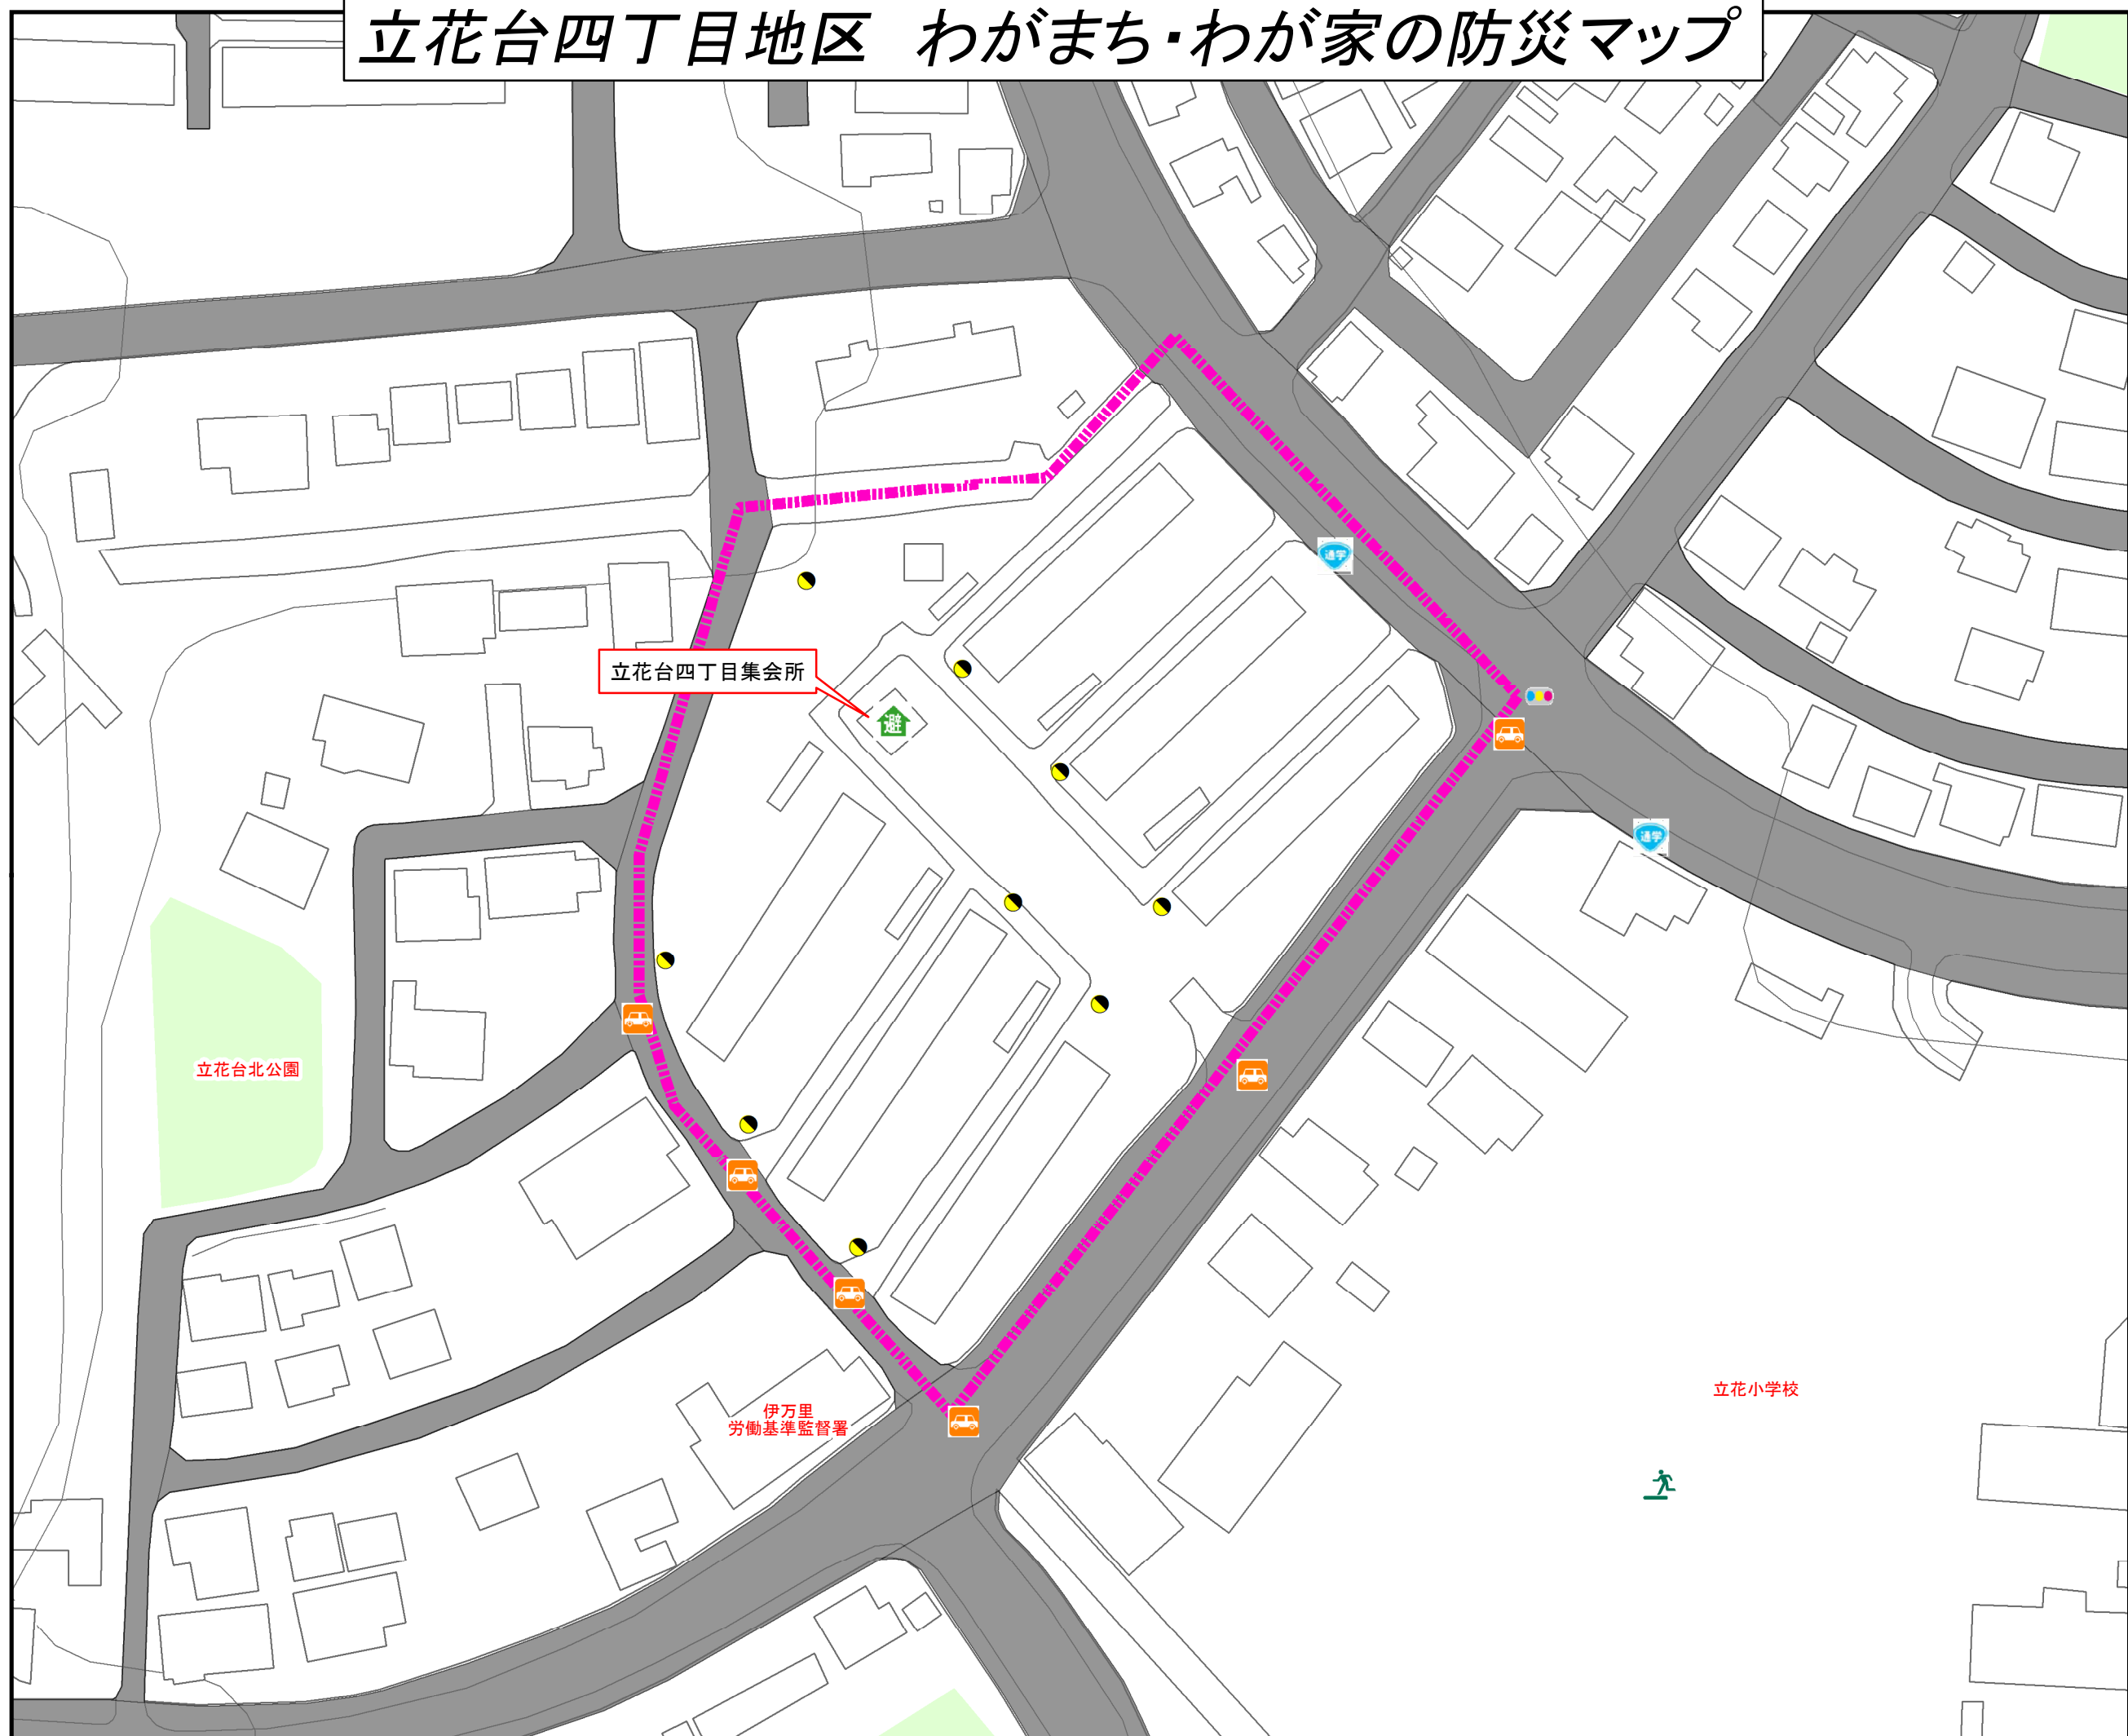 立花台四丁目地区　わがまち・わが家の防災マップ
通学
立花台四丁目集会所
避
通学
立花台北公園
立花小学校
伊万里
労働基準監督署